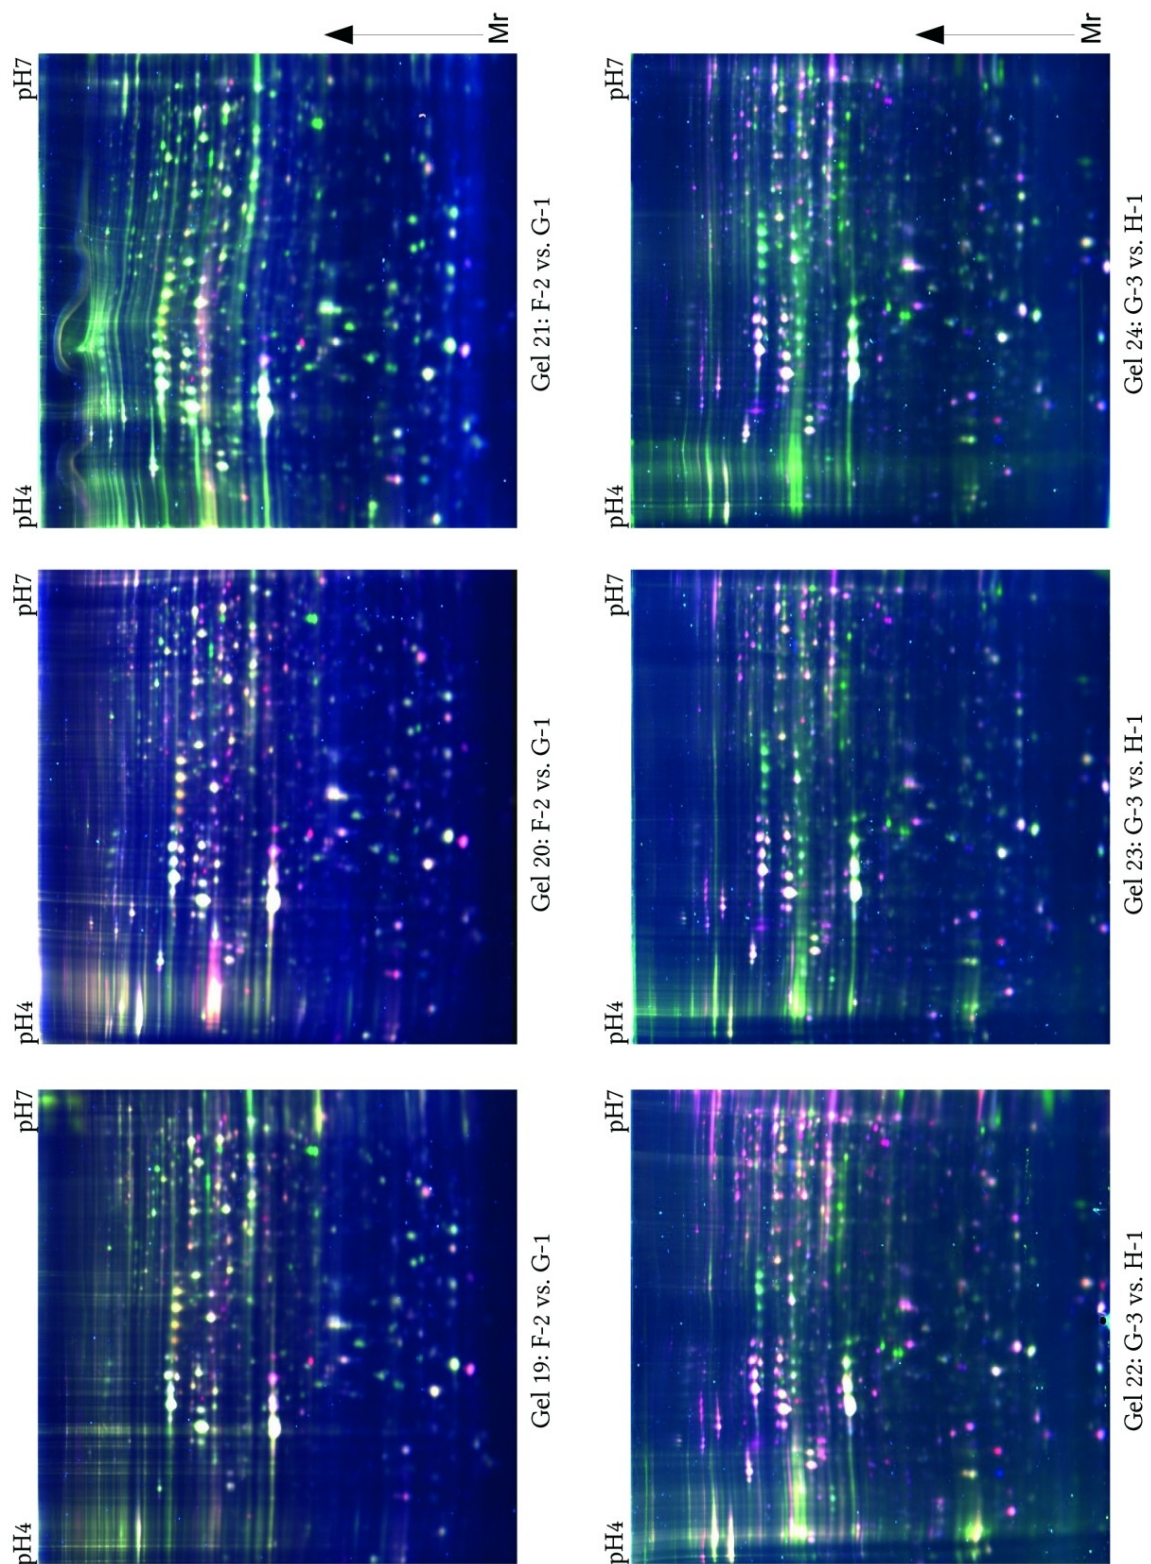 pH4
pH7
Gel 19: F-2 vs. G-1
pH4
pH7
Gel 20: F-2 vs. G-1
pH4
pH7
Gel 21: F-2 vs. G-1
Mr
pH4
pH7
Gel 22: G-3 vs. H-1
pH4
pH7
Gel 23: G-3 vs. H-1
pH4
pH7
Gel 24: G-3 vs. H-1
Mr